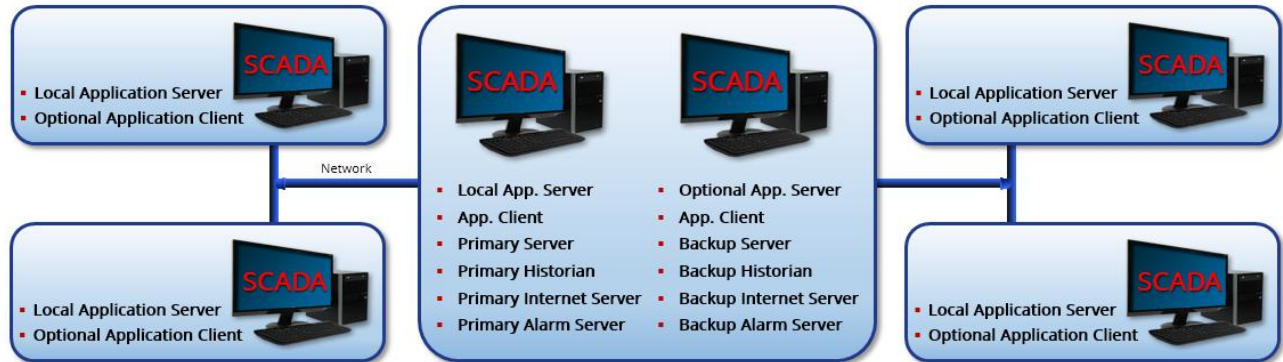 SCADA
Local Application Server
Optional Application Client
SCADA
Local App. Server
App. Client
Primary Server
Primary Historian
Primary Internet Server
Primary Alarm Server
SCADA
Optional App. Server
App. Client
Backup Server
Backup Historian
Backup Internet Server
Backup Alarm Server
SCADA
Local Application Server
Optional Application Client
Network
SCADA
Local Application Server
Optional Application Client
SCADA
Local Application Server
Optional Application Client